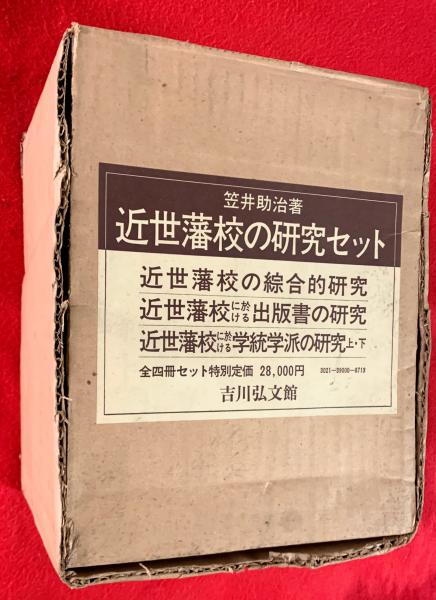 笠井助治著
近世藩校の研究セット
近世藩校の綜合的研究
近世藩校に於ける出版書の研究
近世藩校に於ける学統学派の研究上・下
全四冊セット特別定価 28,000円 3021-39000-8713
吉川弘文館